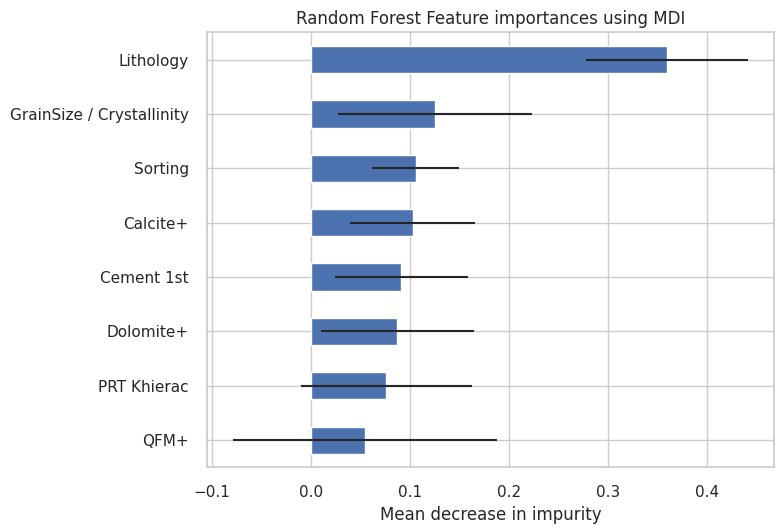 Random Forest Feature importances using MDI
Lithology
GrainSize / Crystallinity
Sorting
Calcite+
Cement 1st
Dolomite+
PRT Khierac
QFM+
−0.1 0.0 0.1 0.2 0.3 0.4
Mean decrease in impurity